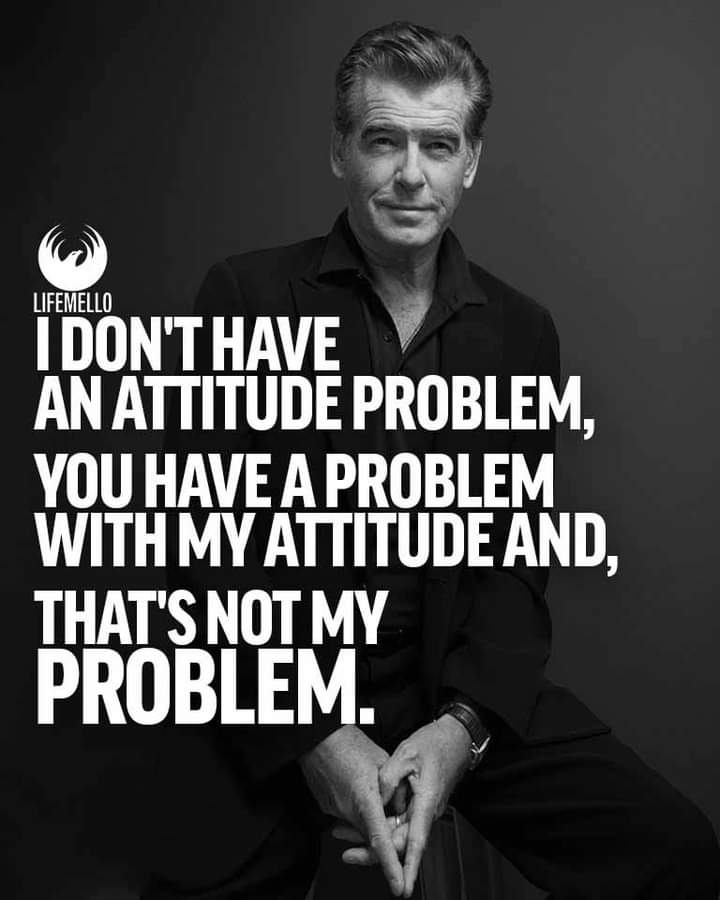 LIFEMELLO
I DON'T HAVE
AN ATTITUDE PROBLEM,
YOU HAVE A PROBLEM
WITH MY ATTITUDE AND,
THAT'S NOT MY
PROBLEM.